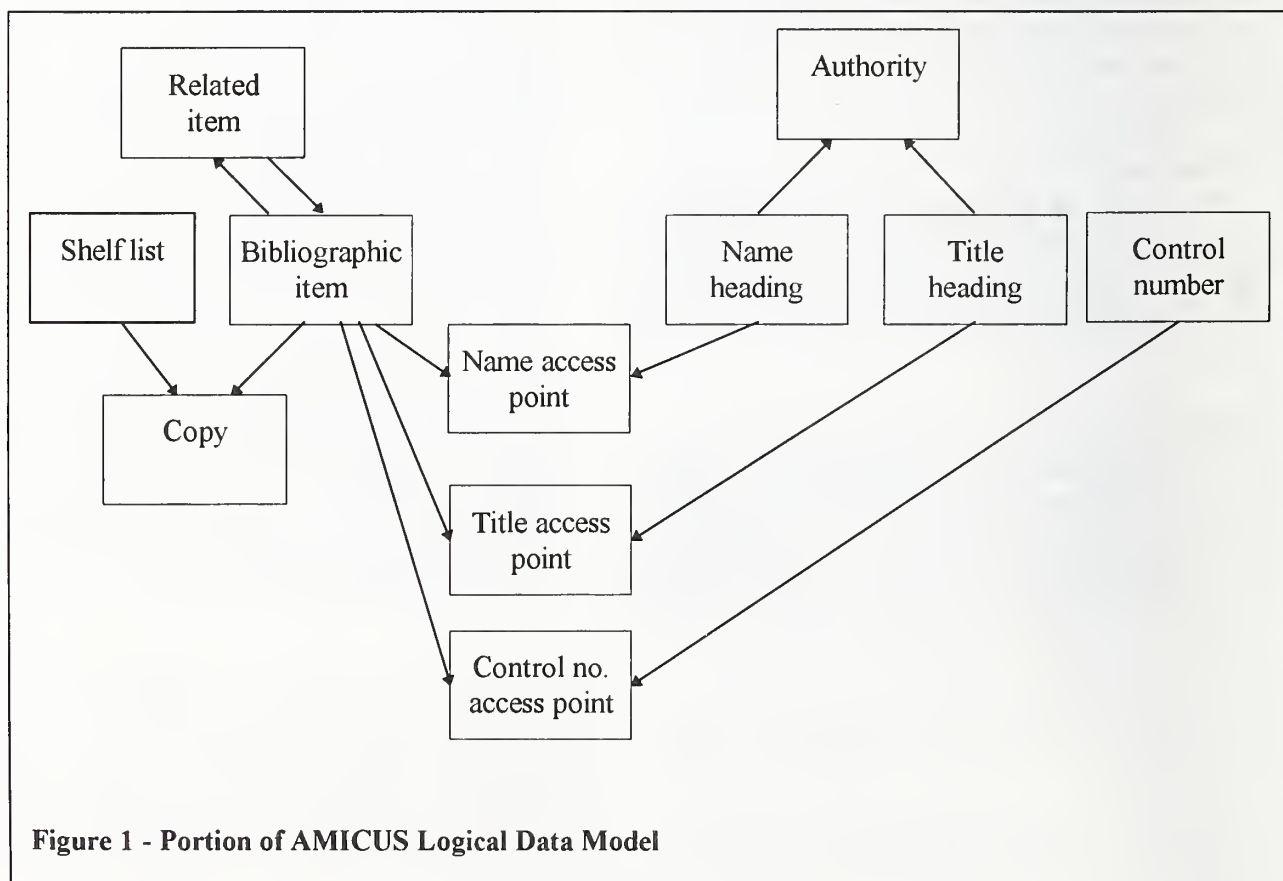 Related
item
Authority
Shelf list
Bibliographic
item
Name
heading
Title
heading
Control
number
Name access
point
Copy
Title access
point
Control no.
access point
Figure 1 - Portion of AMICUS Logical Data Model